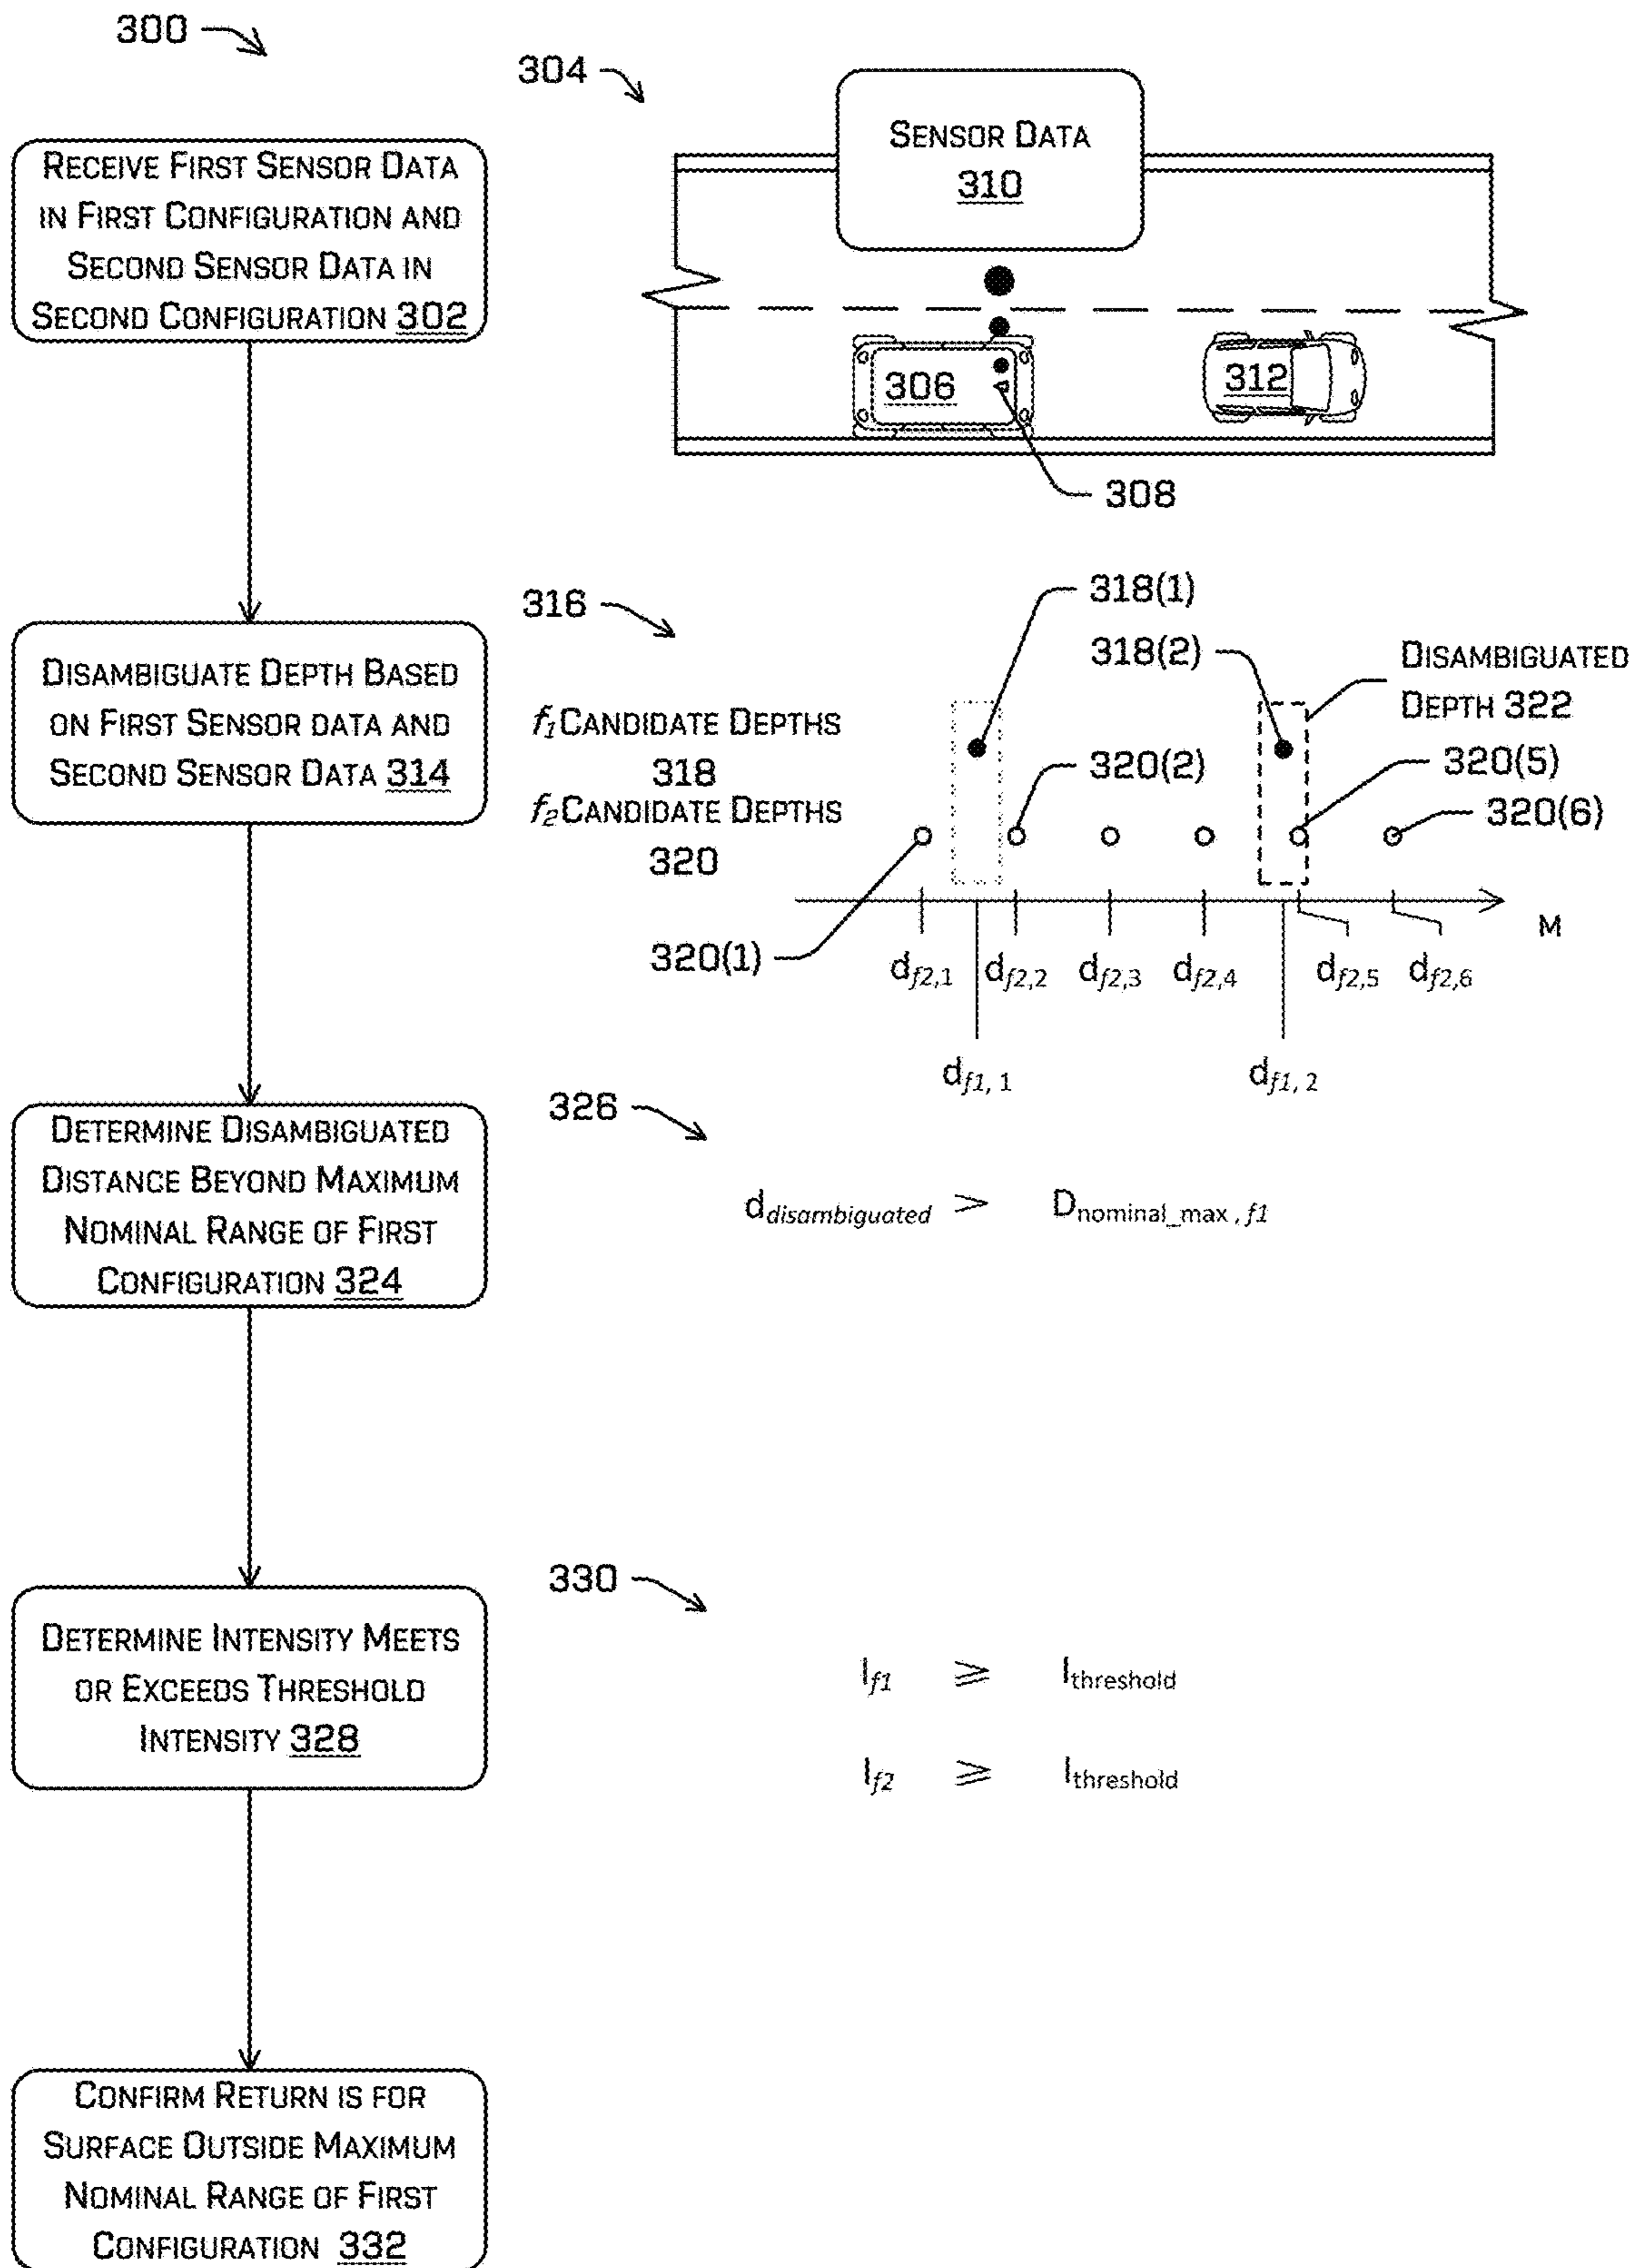 300
304
RECEIVE FIRST SENSOR DATA
IN FIRST CONFIGURATION AND
SECOND SENSOR DATA IN
SECOND CONFIGURATION 302
SENSOR DATA
310
306
312
308
DISAMBIGUATE DEPTH BASED
ON FIRST SENSOR DATA AND
SECOND SENSOR DATA 314
316
318(1)
318(2)
DISAMBIGUATED
DEPTH 322
f1 CANDIDATE DEPTHS
318
f2 CANDIDATE DEPTHS
320
320(2)
320(5)
320(6)
320(1)
M
df2,1
df2,2
df2,3
df2,4
df2,5
df2,6
df1, 1
df1, 2
DETERMINE DISAMBIGUATED
DISTANCE BEYOND MAXIMUM
NOMINAL RANGE OF FIRST
CONFIGURATION 324
326
ddisambiguated > Dnominal_max, f1
DETERMINE INTENSITY MEETS
OR EXCEEDS THRESHOLD
INTENSITY 328
330
If1 ≥ Ithreshold
If2 ≥ Ithreshold
CONFIRM RETURN IS FOR
SURFACE OUTSIDE MAXIMUM
NOMINAL RANGE OF FIRST
CONFIGURATION 332